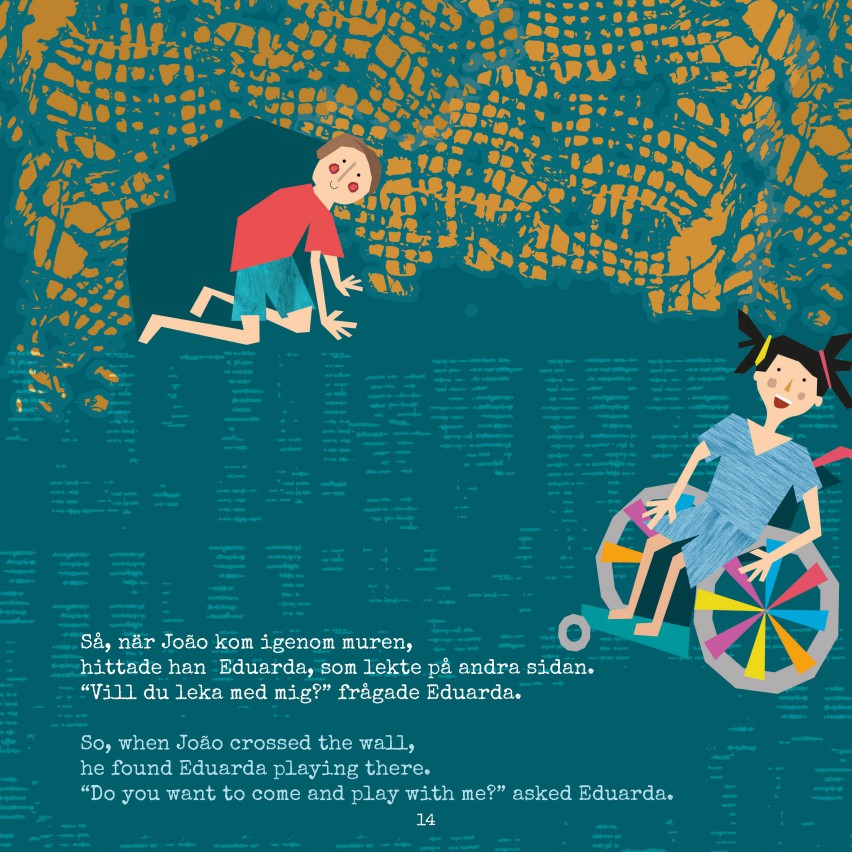 Så, när João kom igenom muren,
hittade han Eduarda, som lekte på andra sidan.
“Vill du leka med mig?” frågade Eduarda.
So, when João crossed the wall,
he found Eduarda playing there.
“Do you want to come and play with me?” asked Eduarda.
14